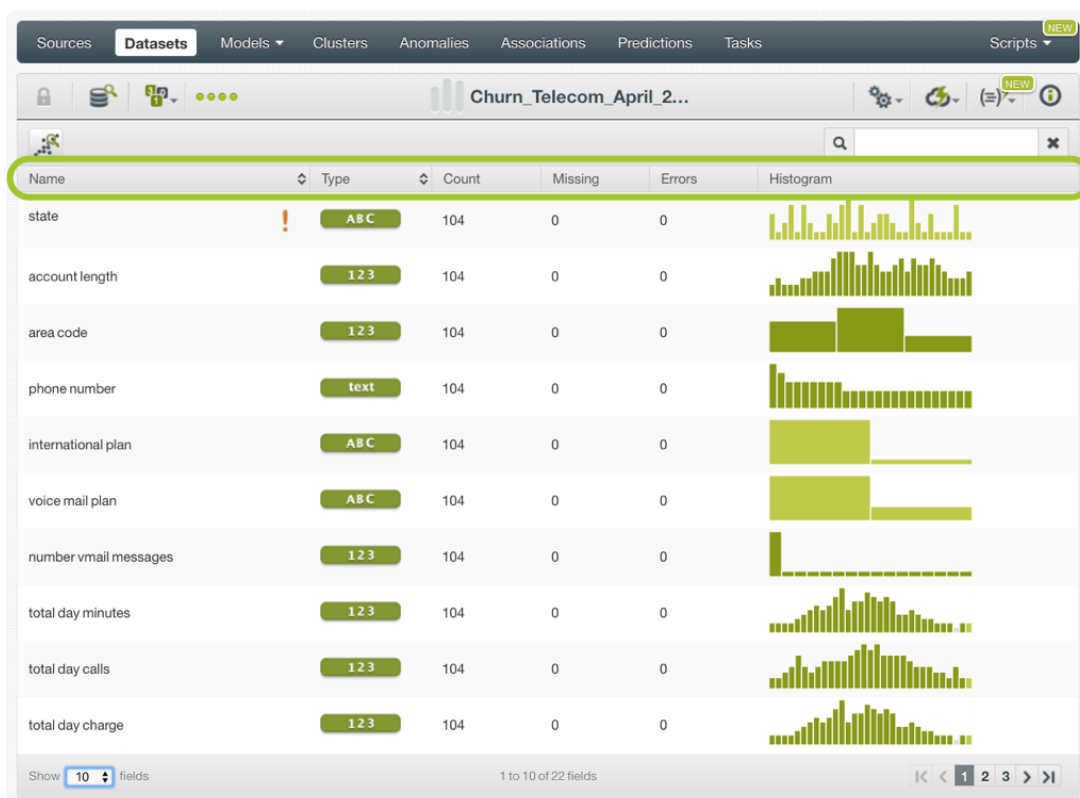 NEW
Sources Datasets Models Clusters Anomalies Associations Predictions Tasks Scripts
Churn_Telecom_April_2... (=) NEW
Name Type Count Missing Errors Histogram
state ! ABC 104 0 0
account length 123 104 0 0
area code 123 104 0 0
phone number text 104 0 0
international plan ABC 104 0 0
voice mail plan ABC 104 0 0
number vmail messages 123 104 0 0
total day minutes 123 104 0 0
total day calls 123 104 0 0
total day charge 123 104 0 0
Show 10 fields 1 to 10 of 22 fields 1 2 3